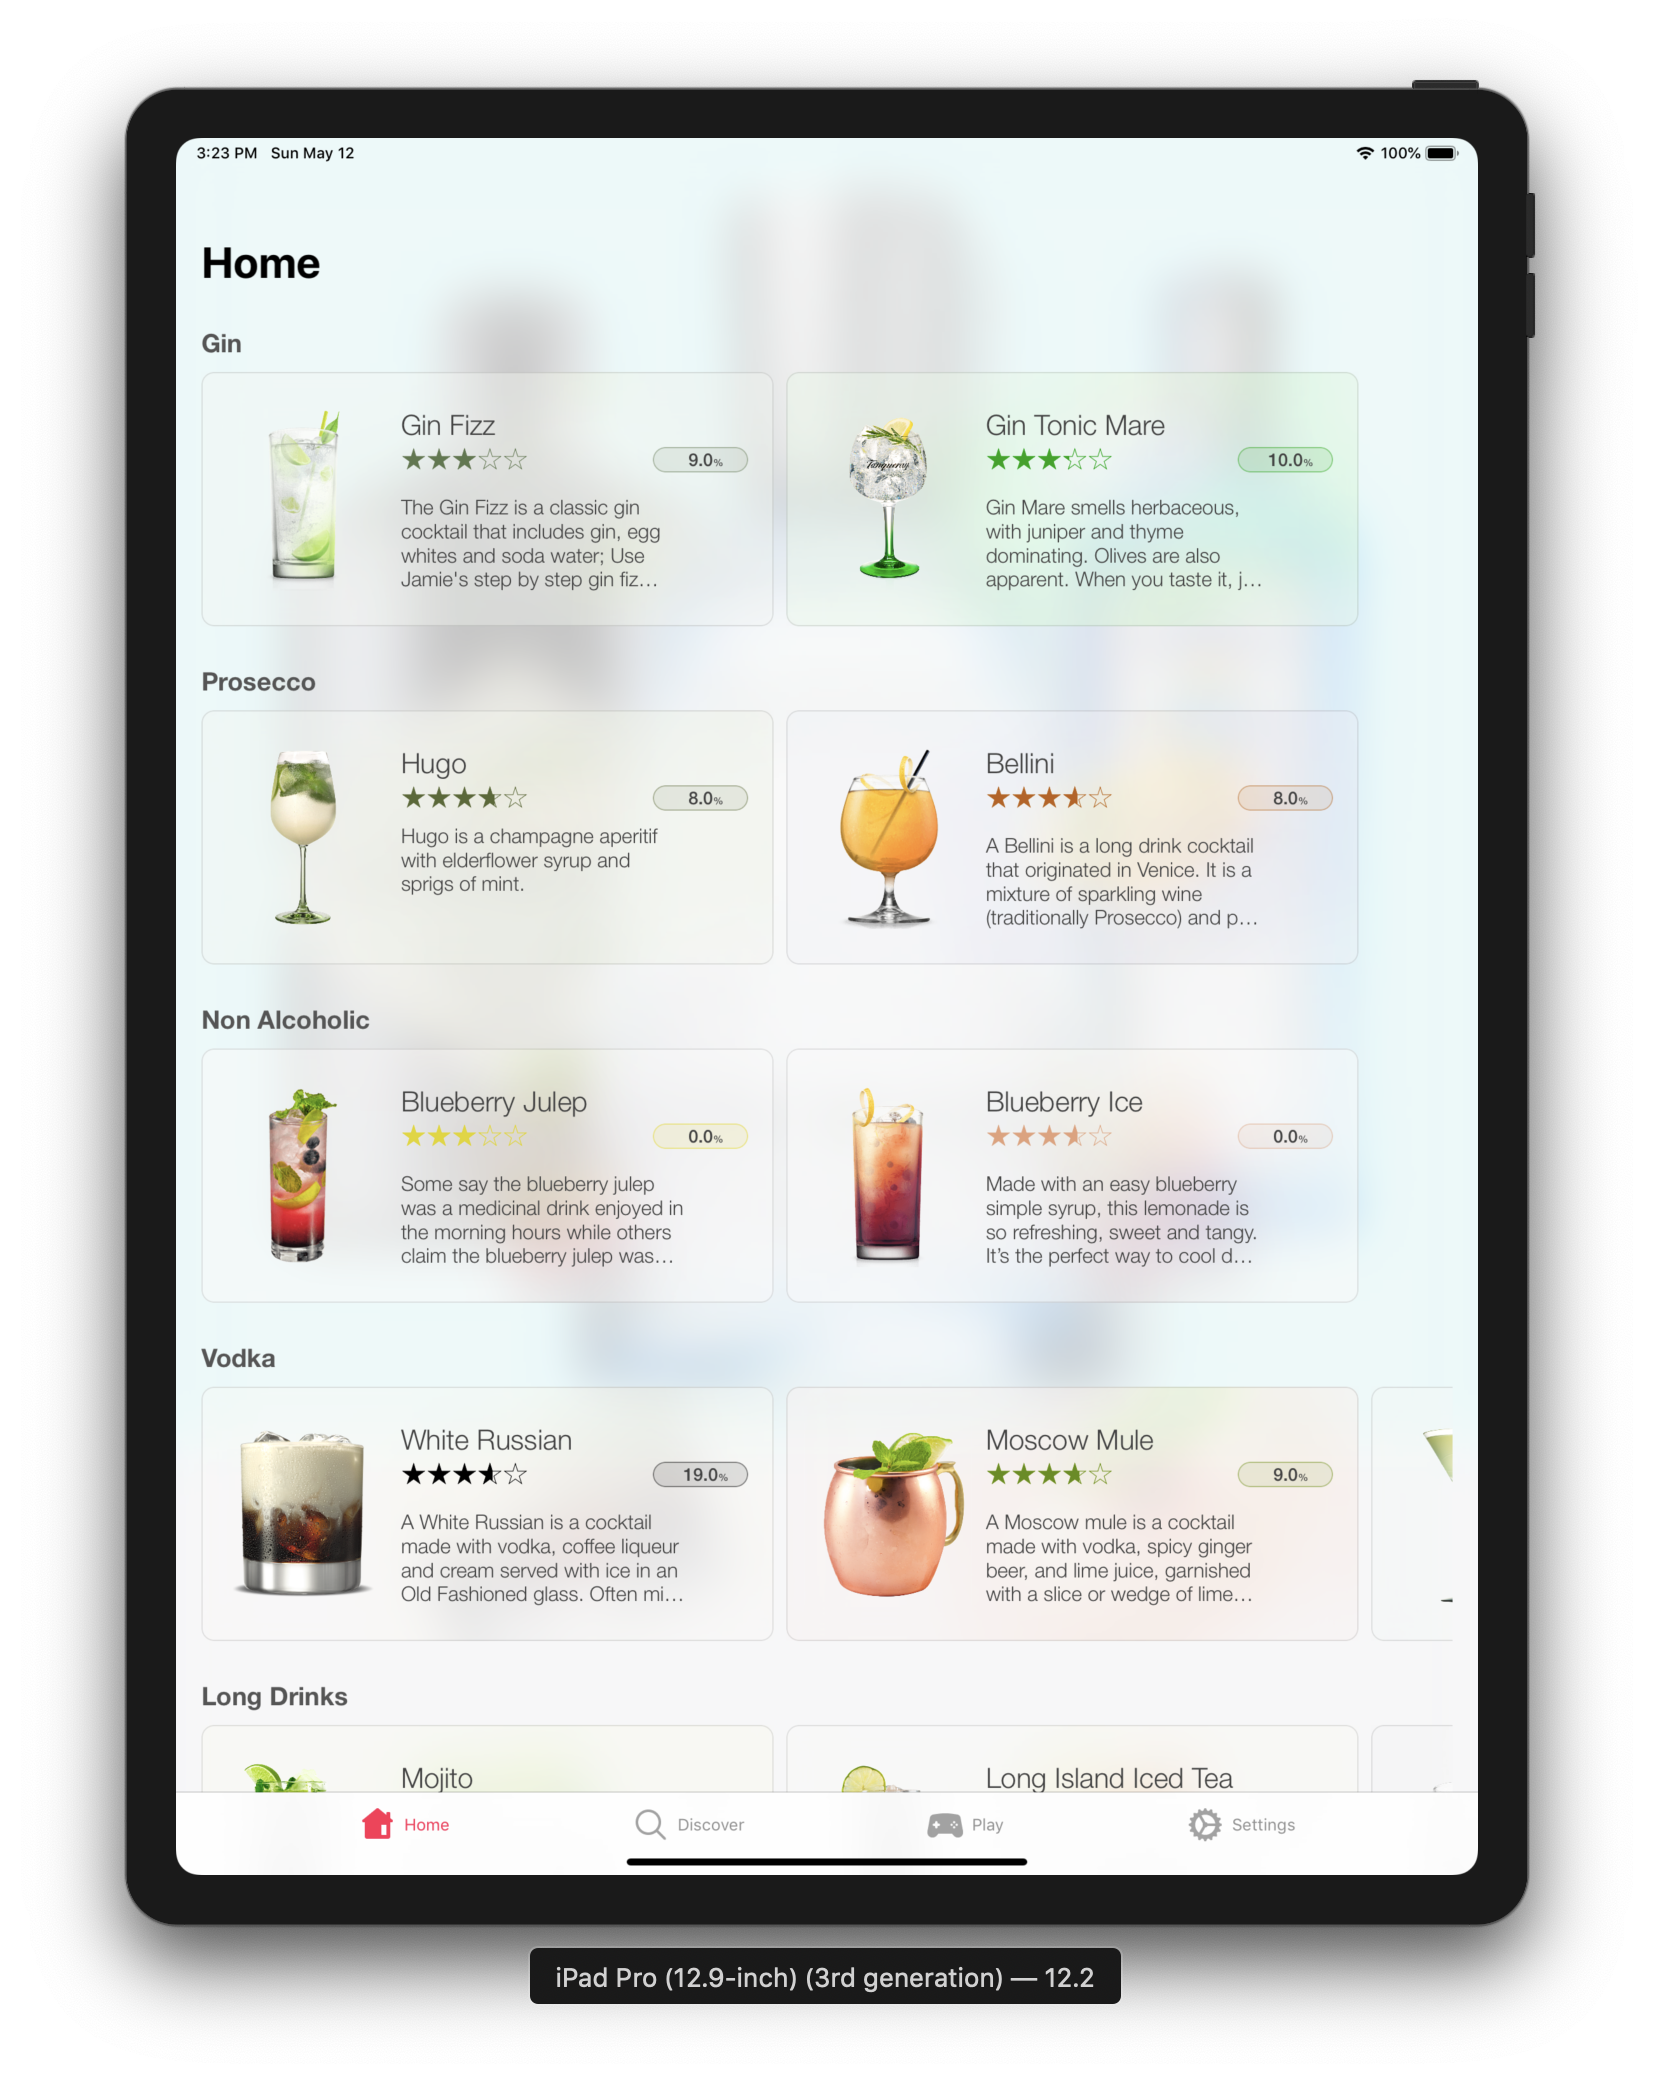 3:23 PM Sun May 12
100%
Home
Gin
Gin Fizz
9.0%
The Gin Fizz is a classic gin
cocktail that includes gin, egg
whites and soda water; Use
Jamie's step by step gin fiz...
Tanqueray
Gin Tonic Mare
10.0%
Gin Mare smells herbaceous,
with juniper and thyme
dominating. Olives are also
apparent. When you taste it, j...
Prosecco
Hugo
8.0%
Hugo is a champagne aperitif
with elderflower syrup and
sprigs of mint.
Bellini
8.0%
A Bellini is a long drink cocktail
that originated in Venice. It is a
mixture of sparkling wine
(traditionally Prosecco) and p...
Non Alcoholic
Blueberry Julep
0.0%
Some say the blueberry julep
was a medicinal drink enjoyed in
the morning hours while others
claim the blueberry julep was...
Blueberry Ice
0.0%
Made with an easy blueberry
simple syrup, this lemonade is
so refreshing, sweet and tangy.
It's the perfect way to cool d...
Vodka
White Russian
19.0%
A White Russian is a cocktail
made with vodka, coffee liqueur
and cream served with ice in an
Old Fashioned glass. Often mi...
Moscow Mule
9.0%
A Moscow mule is a cocktail
made with vodka, spicy ginger
beer, and lime juice, garnished
with a slice or wedge of lime...
Long Drinks
Mojito
Long Island Iced Tea
Home
Discover
Play
Settings
iPad Pro (12.9-inch) (3rd generation) — 12.2